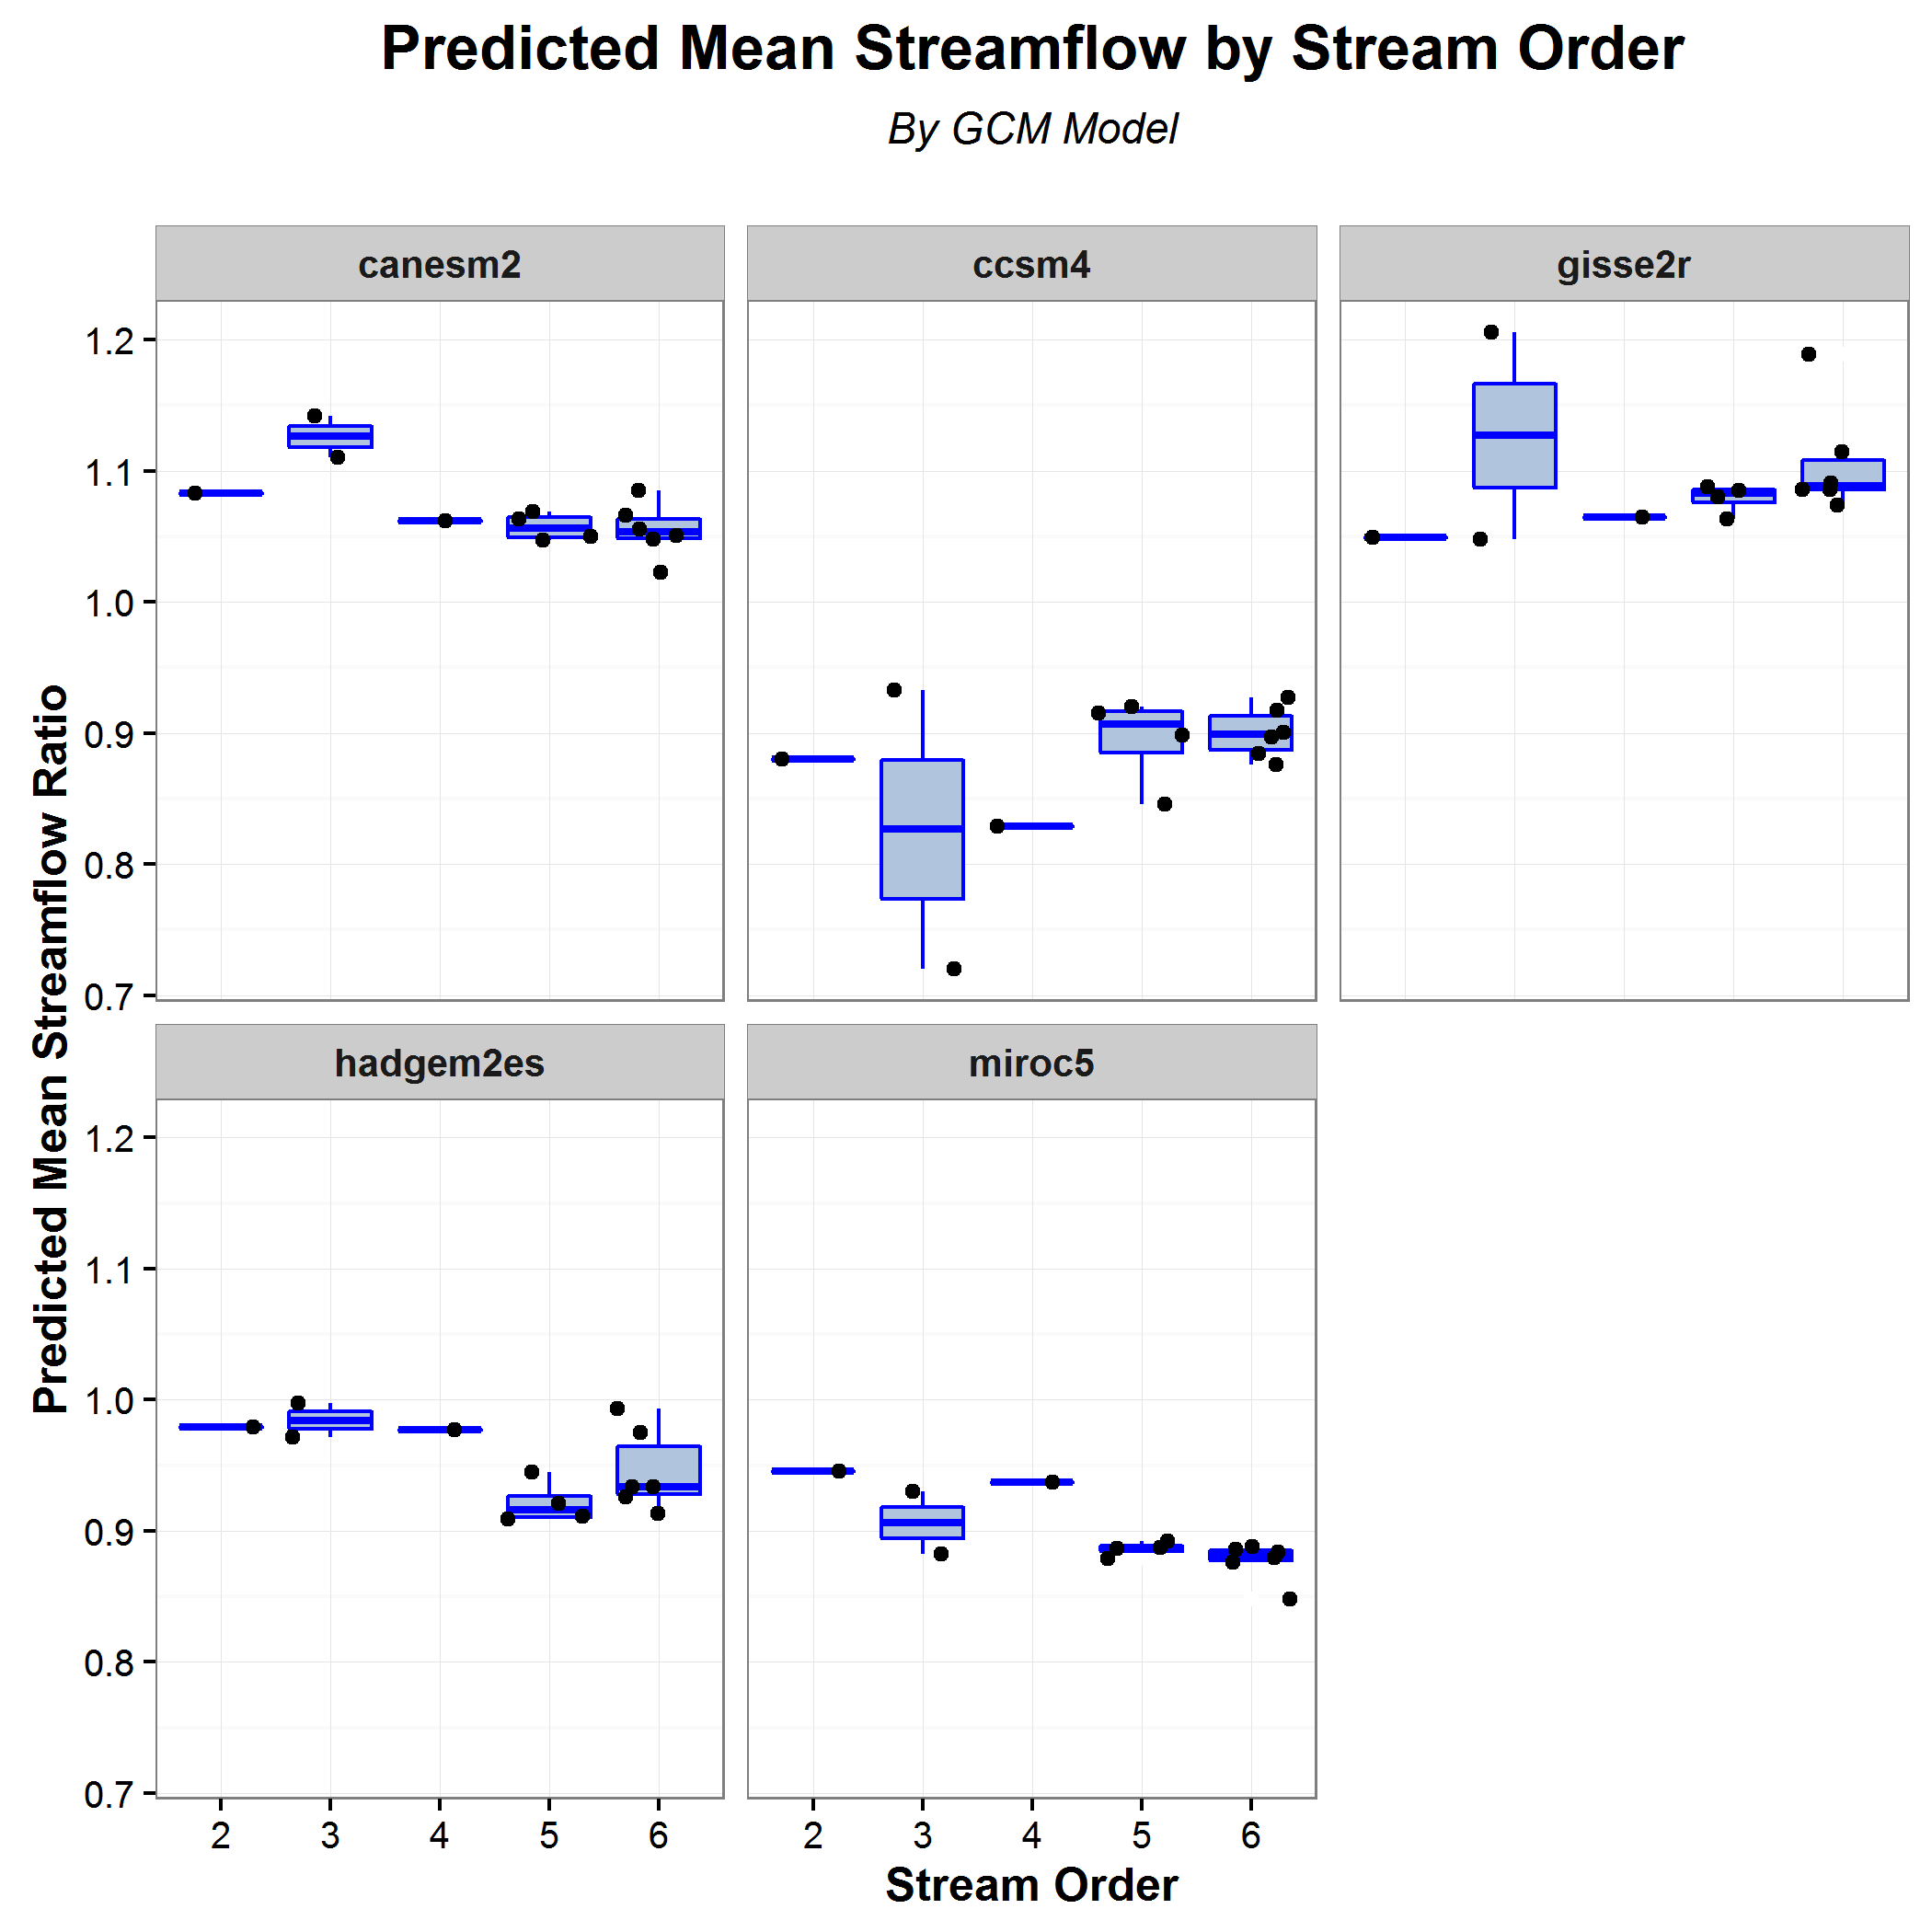 Predicted Mean Streamflow by Stream Order
By GCM Model
canesm2
ccsm4
gisse2r
1.2
1.1
1.0
0.9
0.8
0.7
Predicted Mean Streamflow Ratio
hadgem2es
miroc5
1.2
1.1
1.0
0.9
0.8
0.7
2 3 4 5 6
2 3 4 5 6
Stream Order